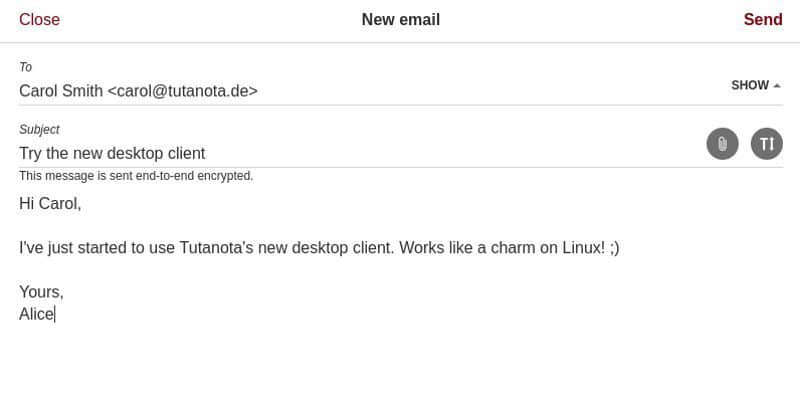 Close New email Send
To
Carol Smith <carol@tutanota.de> SHOW
Subject
Try the new desktop client
This message is sent end-to-end encrypted.
Hi Carol,
I've just started to use Tutanota's new desktop client. Works like a charm on Linux! ;)
Yours,
Alice